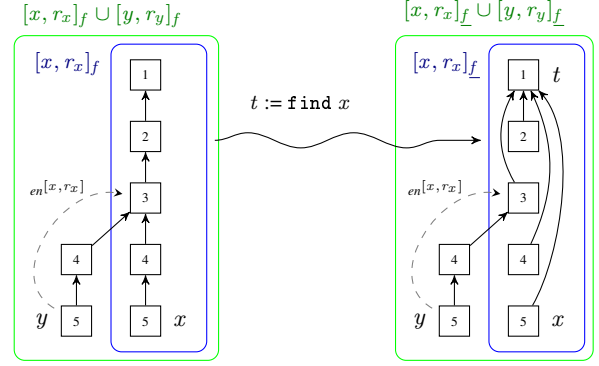 [x, r_x]_f ∪ [y, r_y]_f
[x, r_x]_f
1
2
3
en[x,r_x]
4 4
5 5
y x
t := find x
[x, r_x]_f̲ ∪ [y, r_y]_f̲
[x, r_x]_f̲
1 t
2
3
en[x,r_x]
4 4
5 5
y x